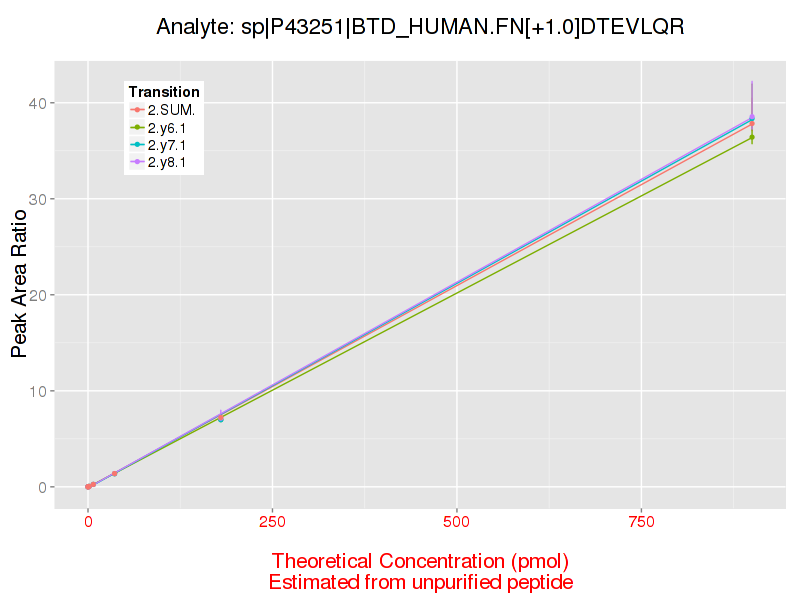 Analyte: sp|P43251|BTD_HUMAN.FN[+1.0]DTEVLQR
Transition
2.SUM.
2.y6.1
2.y7.1
2.y8.1
Peak Area Ratio
40
30
20
10
0
0 250 500 750
Theoretical Concentration (pmol)
Estimated from unpurified peptide